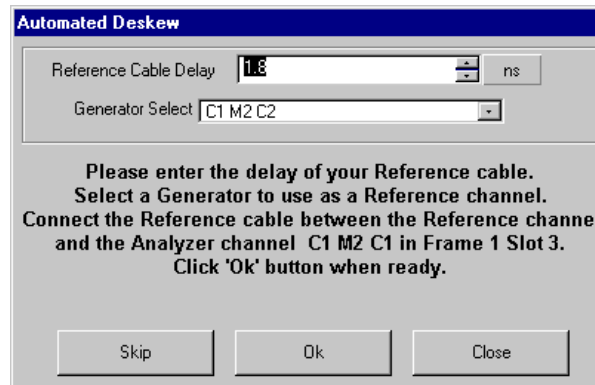 Automated Deskew
Reference Cable Delay 1.8 ns
Generator Select C1 M2 C2
Please enter the delay of your Reference cable.
Select a Generator to use as a Reference channel.
Connect the Reference cable between the Reference channe
and the Analyzer channel C1 M2 C1 in Frame 1 Slot 3.
Click 'Ok' button when ready.
Skip Ok Close